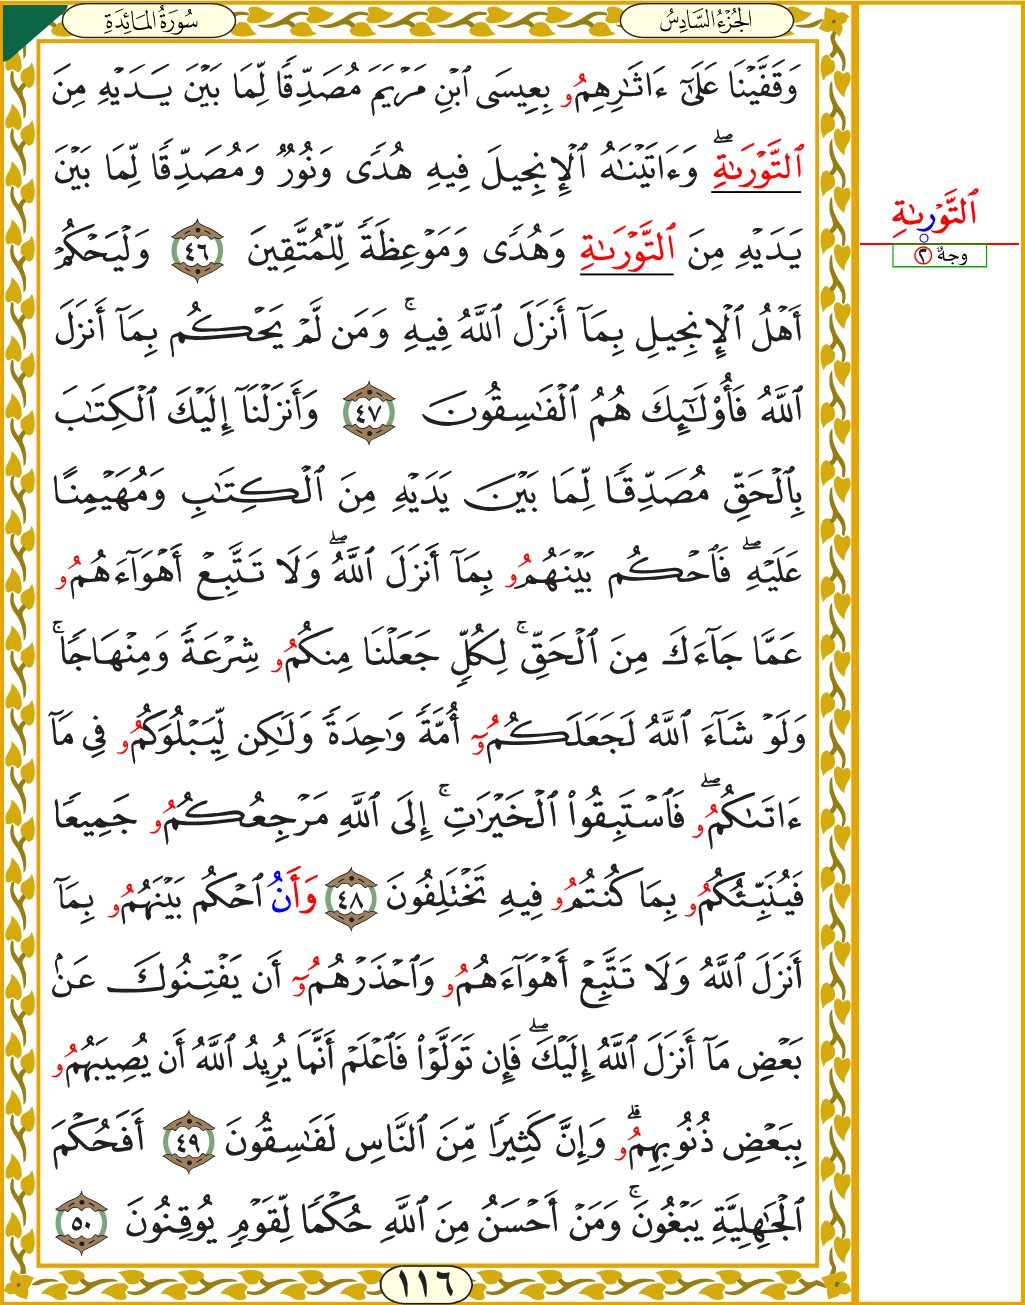 الجُزْءُ السَّادِسُ
سُورَةُ المَائِدَةِ
وَقَفَّيْنَا عَلَىٰٓ ءَاثَٰرِهِمُۥ بِعِيسَى ٱبْنِ مَرْيَمَ مُصَدِّقًا لِّمَا بَيْنَ يَدَيْهِ مِنَ
ٱلتَّوْرَىٰةِۖ وَءَاتَيْنَٰهُ ٱلْإِنجِيلَ فِيهِ هُدًى وَنُورٌ وَمُصَدِّقًا لِّمَا بَيْنَ
يَدَيْهِ مِنَ ٱلتَّوْرَىٰةِ وَهُدًى وَمَوْعِظَةً لِّلْمُتَّقِينَ ٤٦ وَلْيَحْكُمْ
أَهْلُ ٱلْإِنجِيلِ بِمَآ أَنزَلَ ٱللَّهُ فِيهِۚ وَمَن لَّمْ يَحْكُم بِمَآ أَنزَلَ
ٱللَّهُ فَأُو۟لَٰٓئِكَ هُمُ ٱلْفَٰسِقُونَ ٤٧ وَأَنزَلْنَآ إِلَيْكَ ٱلْكِتَٰبَ
بِٱلْحَقِّ مُصَدِّقًا لِّمَا بَيْنَ يَدَيْهِ مِنَ ٱلْكِتَٰبِ وَمُهَيْمِنًا
عَلَيْهِۖ فَٱحْكُم بَيْنَهُمُۥ بِمَآ أَنزَلَ ٱللَّهُۖ وَلَا تَتَّبِعْ أَهْوَآءَهُمُۥ
عَمَّا جَآءَكَ مِنَ ٱلْحَقِّۚ لِكُلٍّ جَعَلْنَا مِنكُمُۥ شِرْعَةً وَمِنْهَاجًاۚ
وَلَوْ شَآءَ ٱللَّهُ لَجَعَلَكُمُۥٓ أُمَّةً وَٰحِدَةً وَلَٰكِن لِّيَبْلُوَكُمُۥ فِى مَآ
ءَاتَىٰكُمُۥۖ فَٱسْتَبِقُوا۟ ٱلْخَيْرَٰتِۚ إِلَى ٱللَّهِ مَرْجِعُكُمُۥ جَمِيعًا
فَيُنَبِّئُكُمُۥ بِمَا كُنتُمُۥ فِيهِ تَخْتَلِفُونَ ٤٨ وَأَنُ ٱحْكُم بَيْنَهُمُۥ بِمَآ
أَنزَلَ ٱللَّهُ وَلَا تَتَّبِعْ أَهْوَآءَهُمُۥ وَٱحْذَرْهُمُۥٓ أَن يَفْتِنُوكَ عَنۢ
بَعْضِ مَآ أَنزَلَ ٱللَّهُ إِلَيْكَۖ فَإِن تَوَلَّوْا۟ فَٱعْلَمْ أَنَّمَا يُرِيدُ ٱللَّهُ أَن يُصِيبَهُمُۥ
بِبَعْضِ ذُنُوبِهِمُۥۗ وَإِنَّ كَثِيرًا مِّنَ ٱلنَّاسِ لَفَٰسِقُونَ ٤٩ أَفَحُكْمَ
ٱلْجَٰهِلِيَّةِ يَبْغُونَۚ وَمَنْ أَحْسَنُ مِنَ ٱللَّهِ حُكْمًا لِّقَوْمٍ يُوقِنُونَ ٥٠
١١٦
ٱلتَّوْرَىٰةِ
وجهٌ ٢